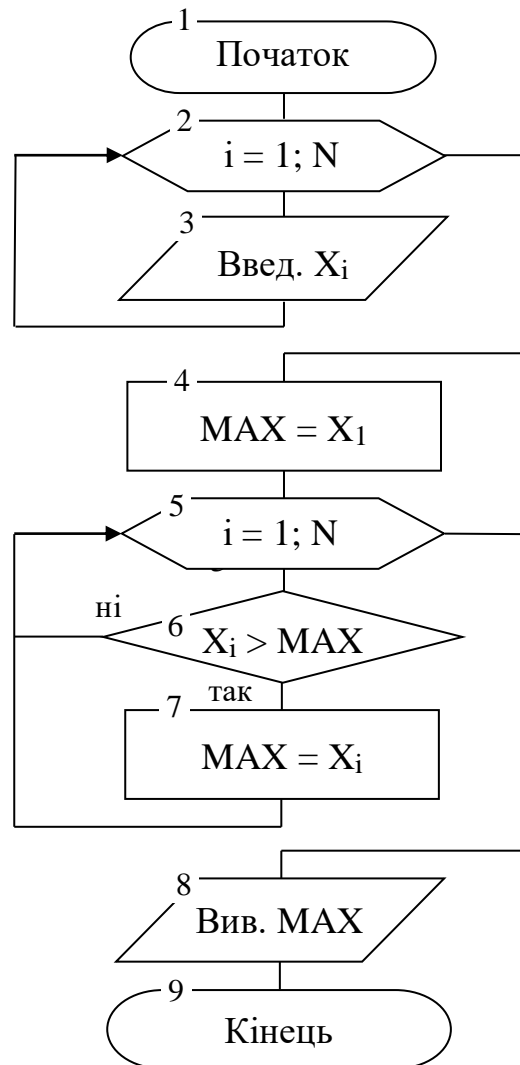 1
Початок
2
i = 1; N
3
Введ. Xi
4
MAX = X1
5
i = 1; N
ні
6
Xi > MAX
так
7
MAX = Xi
8
Вив. MAX
9
Кінець